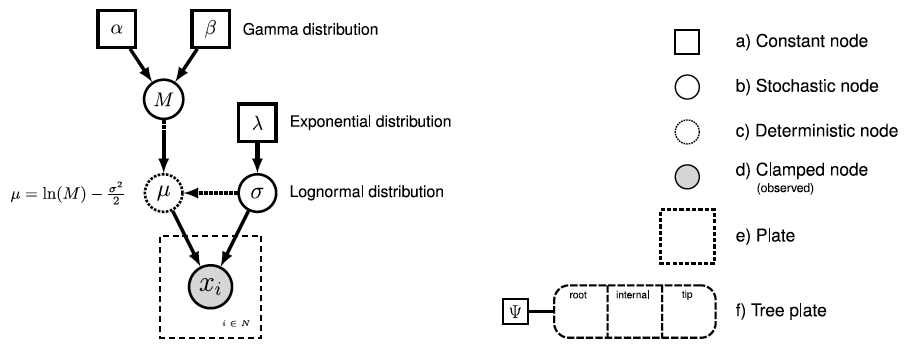 α β Gamma distribution
M
λ Exponential distribution
μ = ln(M) − σ²/2 μ σ Lognormal distribution
xᵢ
i ∈ N
a) Constant node
b) Stochastic node
c) Deterministic node
d) Clamped node
(observed)
e) Plate
Ψ root internal tip f) Tree plate